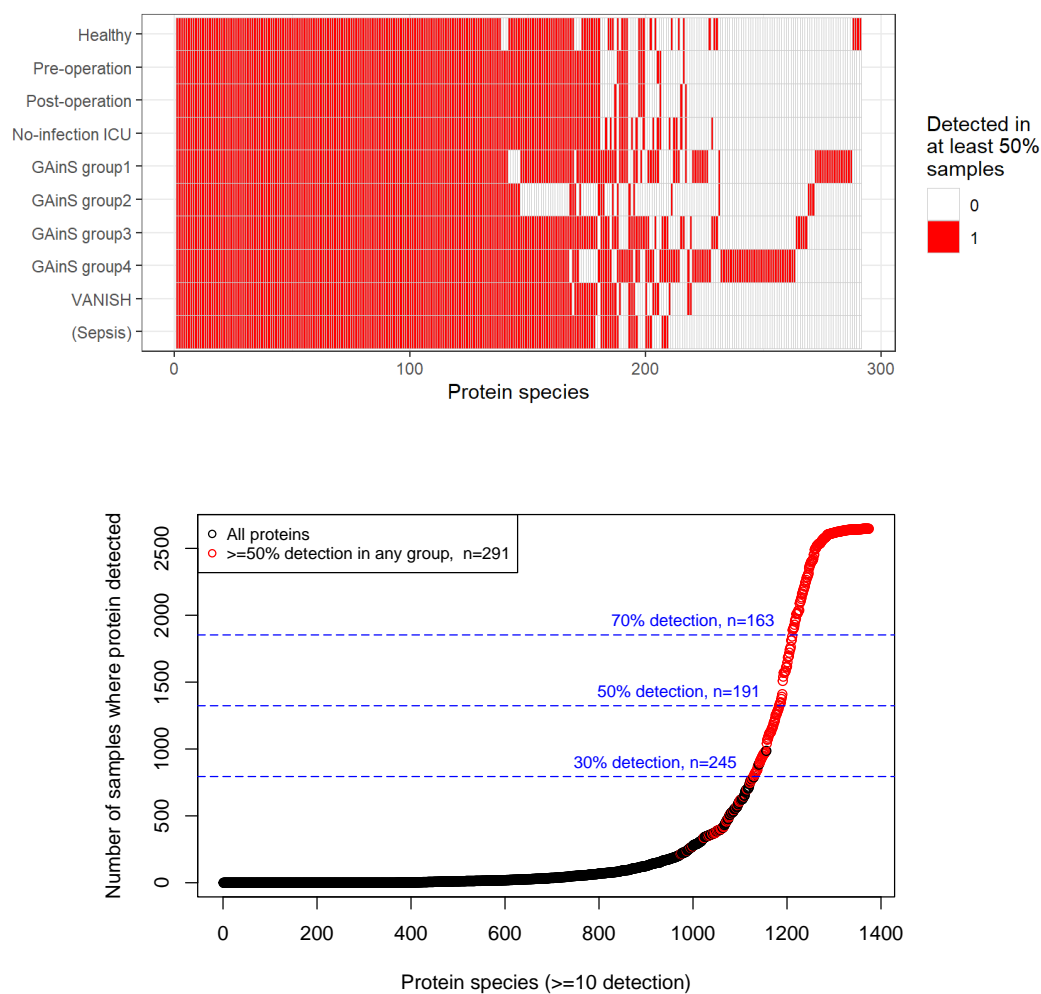 Healthy
Pre-operation
Post-operation
No-infection ICU
GAinS group1
GAinS group2
GAinS group3
GAinS group4
VANISH
(Sepsis)
0 100 200 300
Protein species
Detected in
at least 50%
samples
0
1
Number of samples where protein detected
2500
2000
1500
1000
500
0
All proteins
>=50% detection in any group, n=291
70% detection, n=163
50% detection, n=191
30% detection, n=245
0 200 400 600 800 1000 1200 1400
Protein species (>=10 detection)